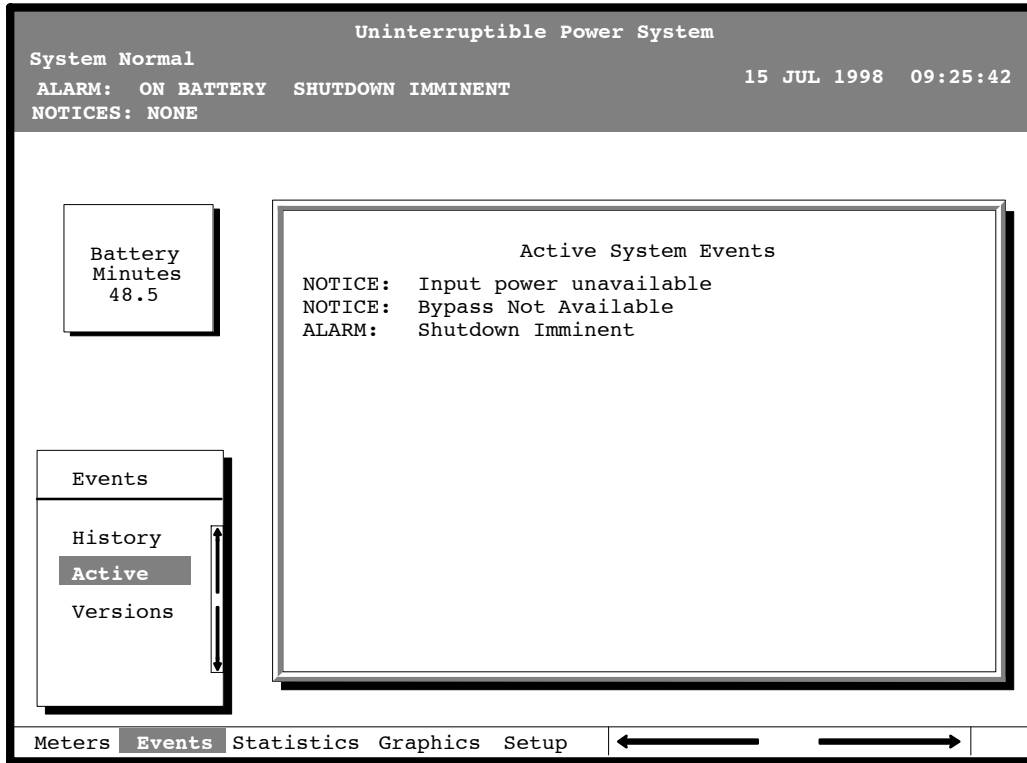 Uninterruptible Power System
System Normal
15 JUL 1998 09:25:42
ALARM: ON BATTERY SHUTDOWN IMMINENT
NOTICES: NONE
Battery
Minutes
48.5
Active System Events
NOTICE: Input power unavailable
NOTICE: Bypass Not Available
ALARM: Shutdown Imminent
Events
History
Active
Versions
Meters Events Statistics Graphics Setup